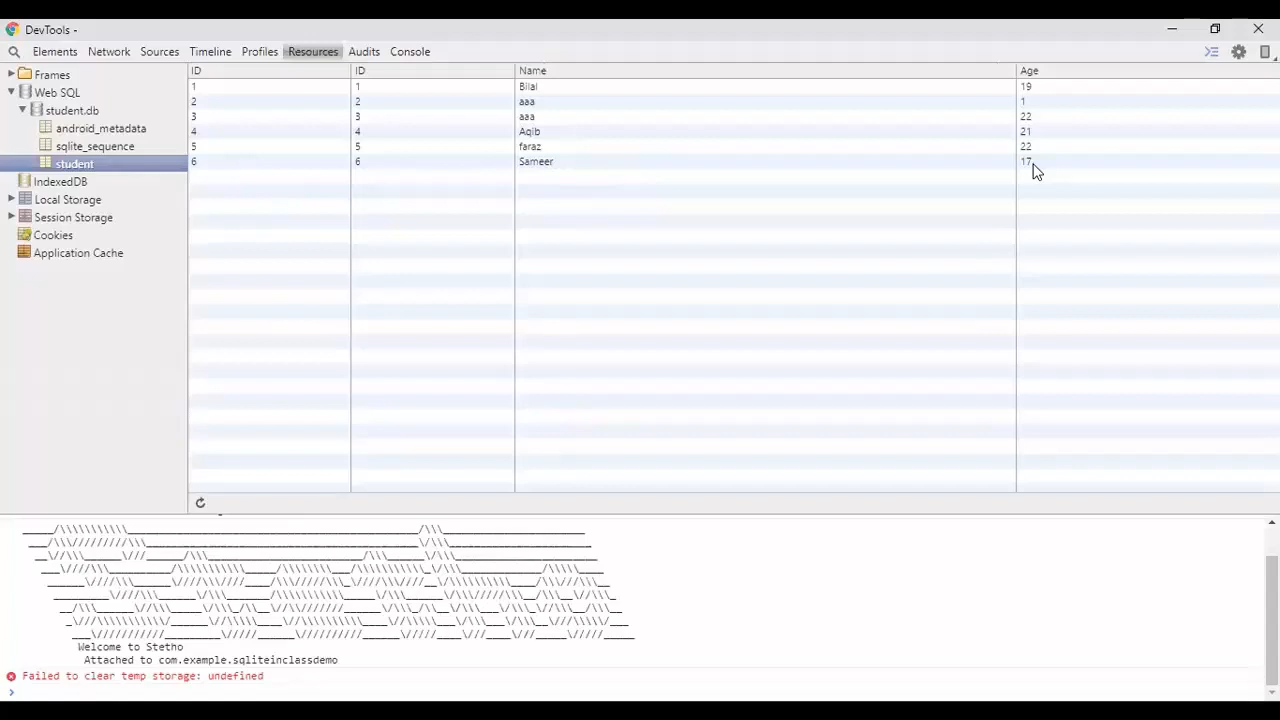 DevTools -
Elements Network Sources Timeline Profiles Resources Audits Console
Frames
Web SQL
student.db
android_metadata
sqlite_sequence
student
IndexedDB
Local Storage
Session Storage
Cookies
Application Cache
ID ID Name Age
1 1 Bilal 19
2 2 aaa 1
3 3 aaa 22
4 4 Aqib 21
5 5 faraz 22
6 6 Sameer 17
Welcome to Stetho
Attached to com.example.sqliteinclassdemo
Failed to clear temp storage: undefined
>